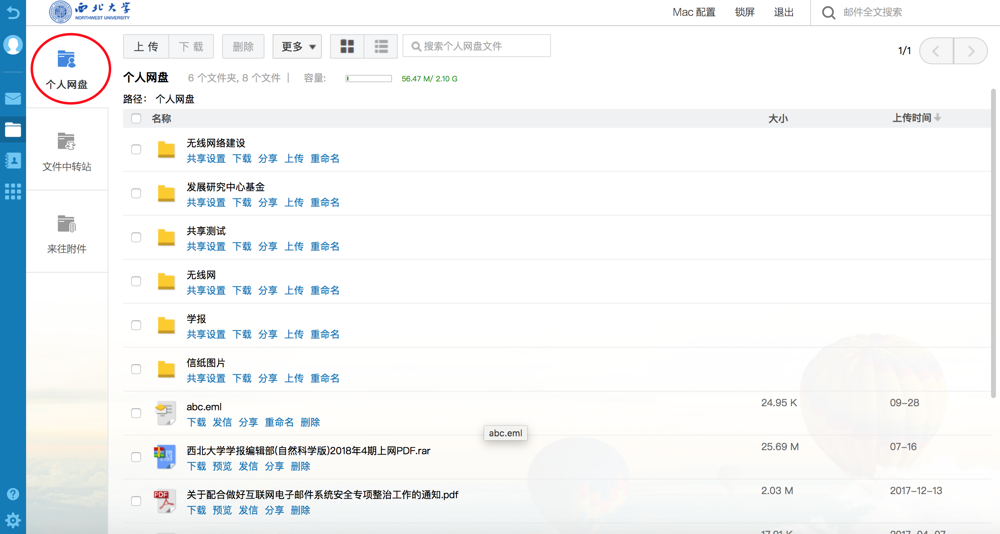 西北大学
NORTHWEST UNIVERSITY
Mac 配置 锁屏 退出 邮件全文搜索
个人网盘
文件中转站
来往附件
上 传 下 载 删除 更多 搜索个人网盘文件 1/1
个人网盘 6 个文件夹, 8 个文件 | 容量: 56.47 M/ 2.10 G
路径： 个人网盘
名称 大小 上传时间
无线网络建设
共享设置 下载 分享 上传 重命名
发展研究中心基金
共享设置 下载 分享 上传 重命名
共享测试
共享设置 下载 分享 上传 重命名
无线网
共享设置 下载 分享 上传 重命名
学报
共享设置 下载 分享 上传 重命名
信纸图片
共享设置 下载 分享 上传 重命名
abc.eml 24.95 K 09-28
下载 发信 分享 重命名 删除
abc.eml
西北大学学报编辑部(自然科学版)2018年4期上网PDF.rar 25.69 M 07-16
下载 预览 发信 分享 删除
PDF
关于配合做好互联网电子邮件系统安全专项整治工作的通知.pdf 2.03 M 2017-12-13
下载 预览 发信 分享 删除